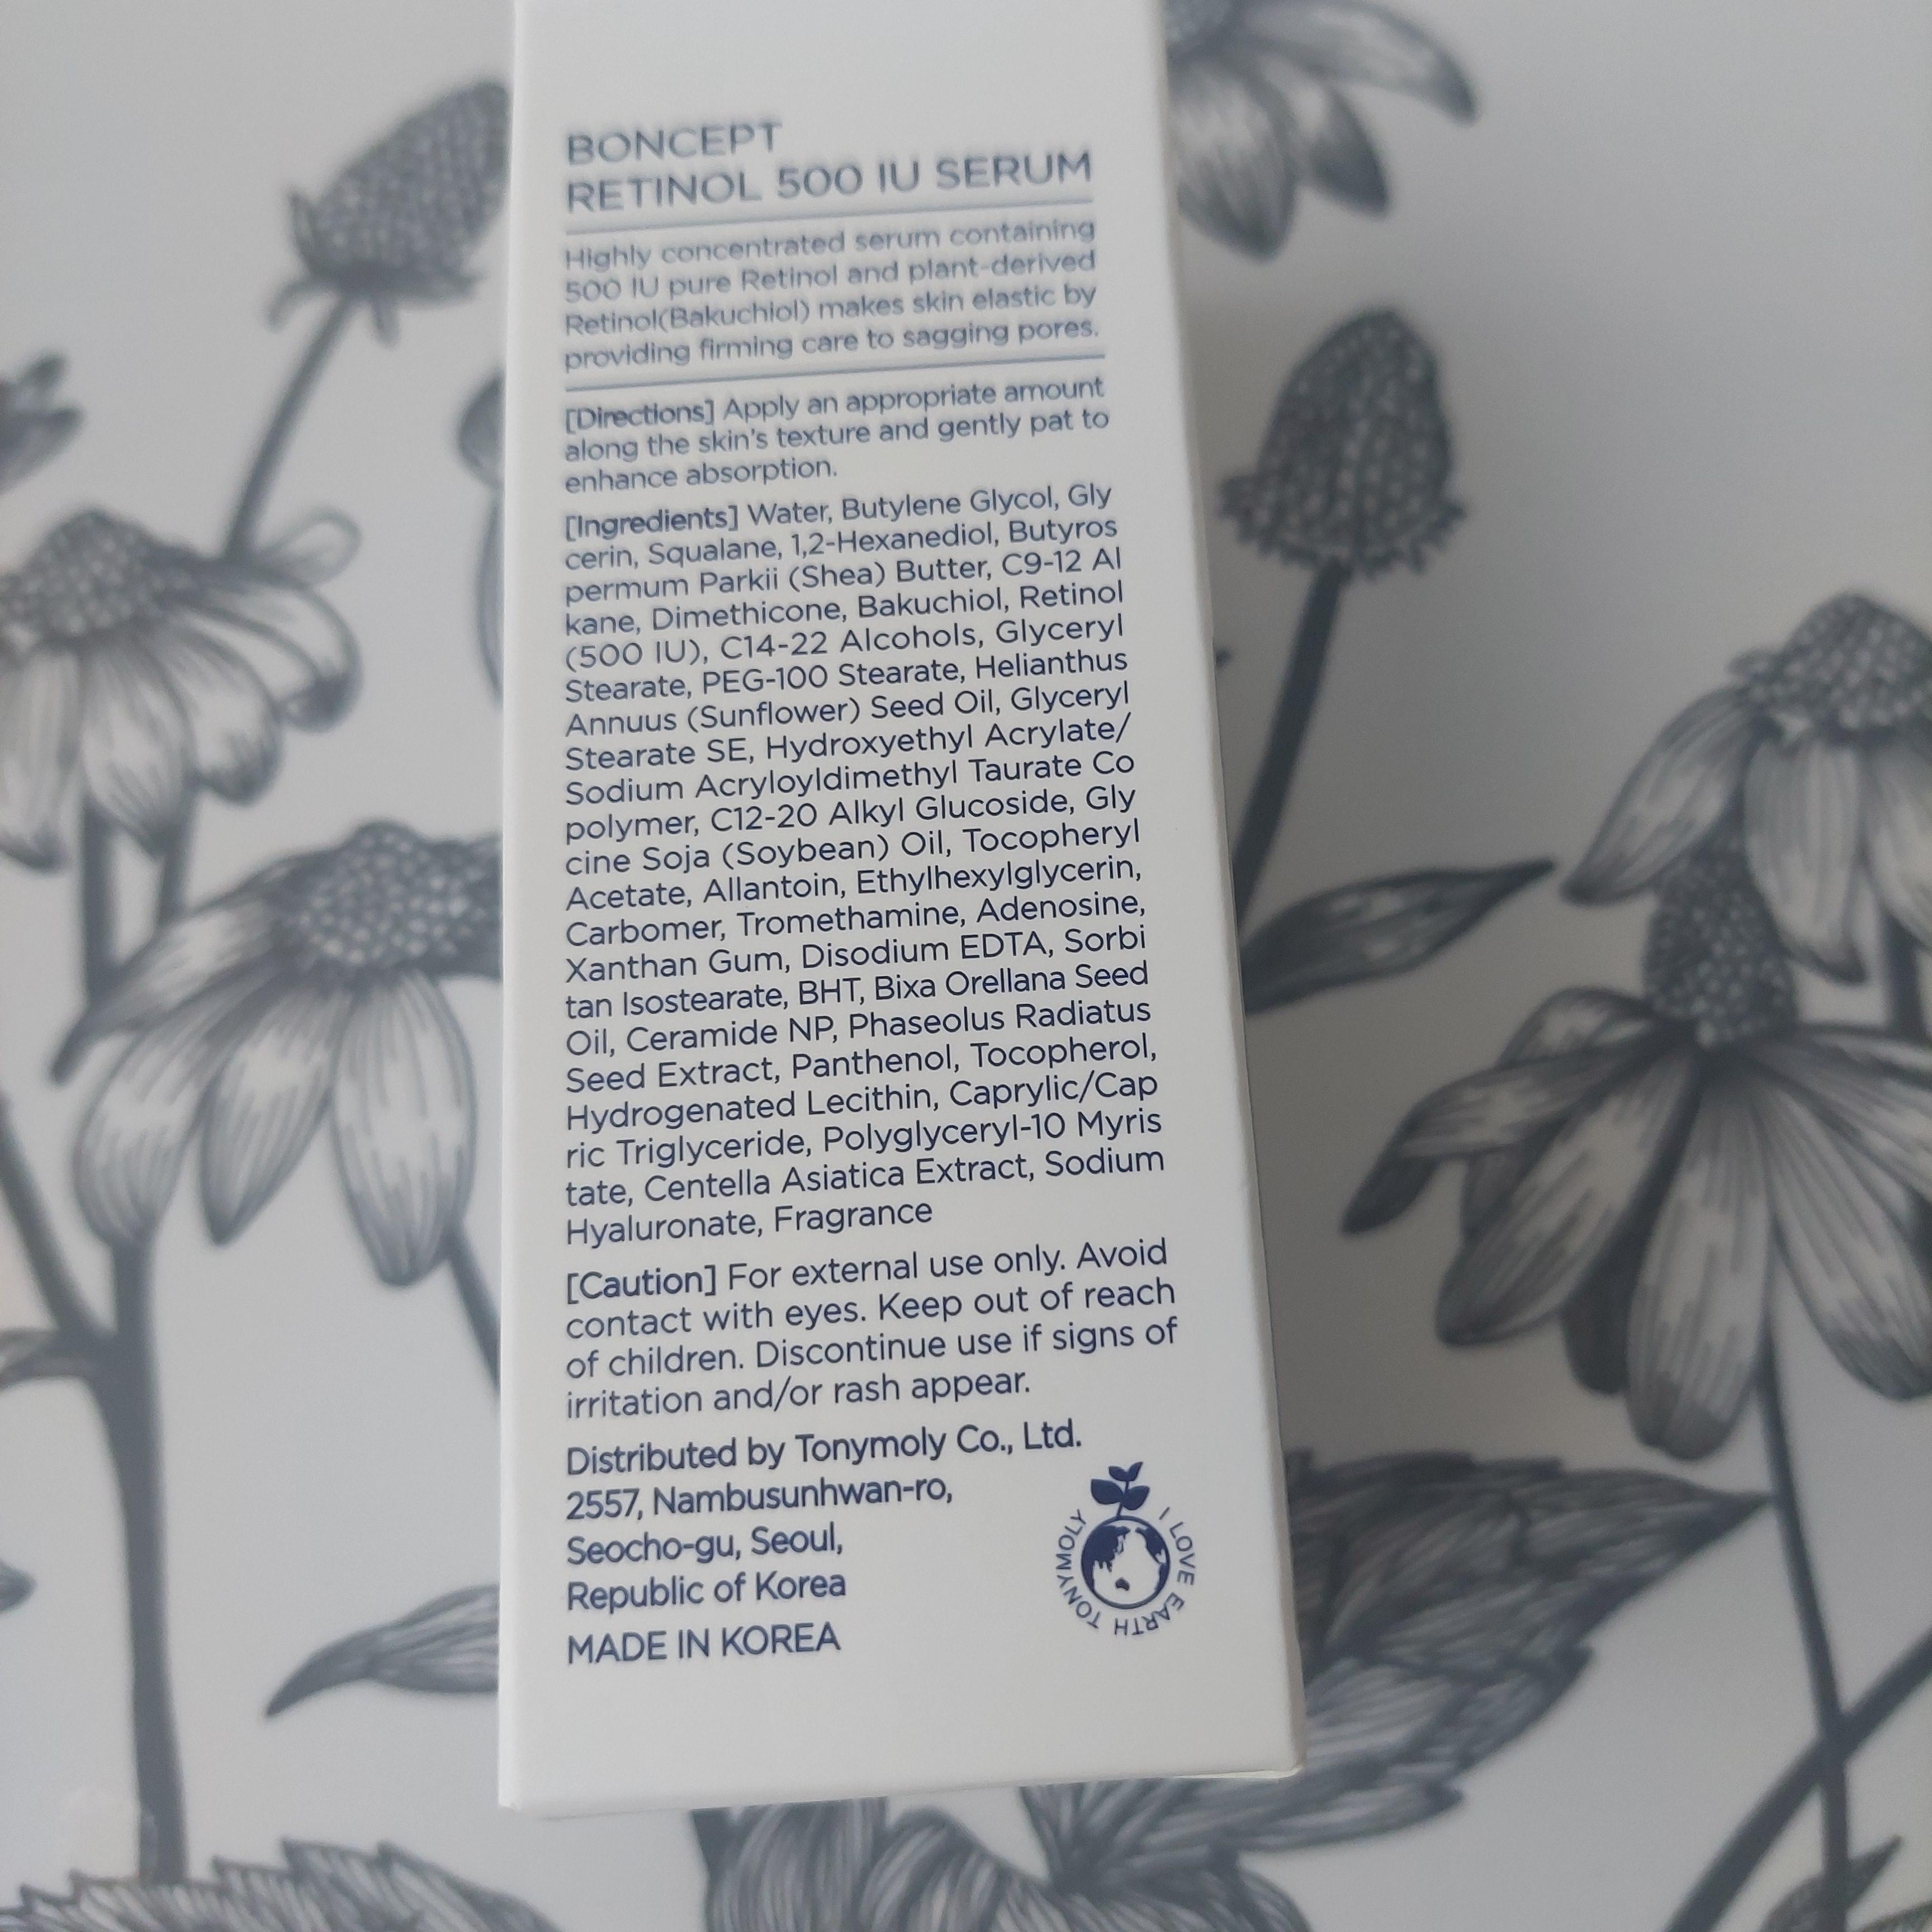 BONCEPT
RETINOL 500 IU SERUM
Highly concentrated serum containing
500 IU pure Retinol and plant-derived
Retinol(Bakuchiol) makes skin elastic by
providing firming care to sagging pores.
[Directions] Apply an appropriate amount
along the skin's texture and gently pat to
enhance absorption.
[Ingredients] Water, Butylene Glycol, Gly
cerin, Squalane, 1,2-Hexanediol, Butyros
permum Parkii (Shea) Butter, C9-12 Al
kane, Dimethicone, Bakuchiol, Retinol
(500 IU), C14-22 Alcohols, Glyceryl
Stearate, PEG-100 Stearate, Helianthus
Annuus (Sunflower) Seed Oil, Glyceryl
Stearate SE, Hydroxyethyl Acrylate/
Sodium Acryloyldimethyl Taurate Co
polymer, C12-20 Alkyl Glucoside, Gly
cine Soja (Soybean) Oil, Tocopheryl
Acetate, Allantoin, Ethylhexylglycerin,
Carbomer, Tromethamine, Adenosine,
Xanthan Gum, Disodium EDTA, Sorbi
tan Isostearate, BHT, Bixa Orellana Seed
Oil, Ceramide NP, Phaseolus Radiatus
Seed Extract, Panthenol, Tocopherol,
Hydrogenated Lecithin, Caprylic/Cap
ric Triglyceride, Polyglyceryl-10 Myris
tate, Centella Asiatica Extract, Sodium
Hyaluronate, Fragrance
[Caution] For external use only. Avoid
contact with eyes. Keep out of reach
of children. Discontinue use if signs of
irritation and/or rash appear.
Distributed by Tonymoly Co., Ltd.
2557, Nambusunhwan-ro,
Seocho-gu, Seoul,
Republic of Korea
MADE IN KOREA
I LOVE EARTH TONYMOLY